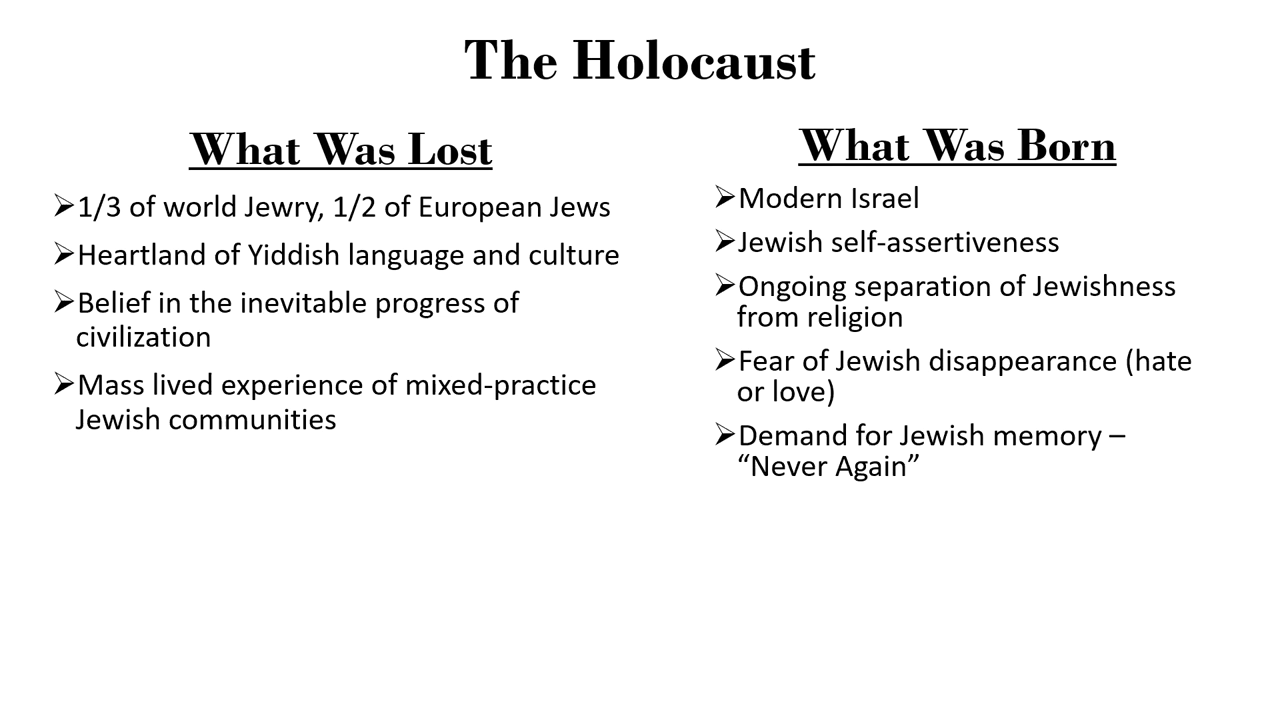 The Holocaust
What Was Lost
➢1/3 of world Jewry, 1/2 of European Jews
➢Heartland of Yiddish language and culture
➢Belief in the inevitable progress of
civilization
➢Mass lived experience of mixed-practice
Jewish communities
What Was Born
➢Modern Israel
➢Jewish self-assertiveness
➢Ongoing separation of Jewishness
from religion
➢Fear of Jewish disappearance (hate
or love)
➢Demand for Jewish memory –
“Never Again”